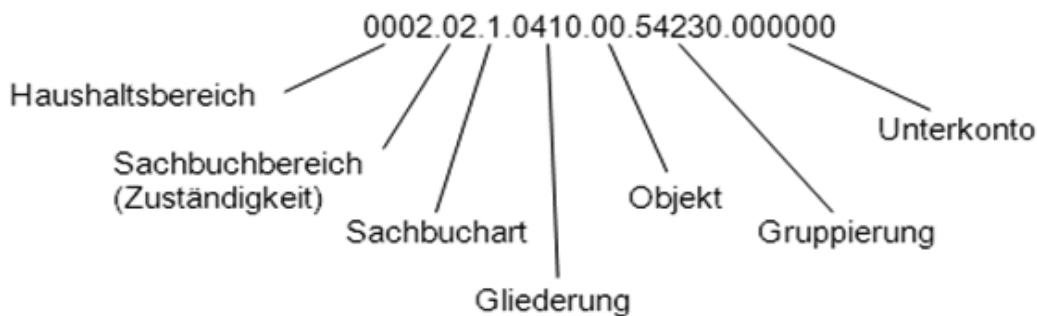 0002.02.1.0410.00.54230.000000
Haushaltsbereich
Unterkonto
Sachbuchbereich
(Zuständigkeit)
Objekt
Sachbuchart
Gruppierung
Gliederung